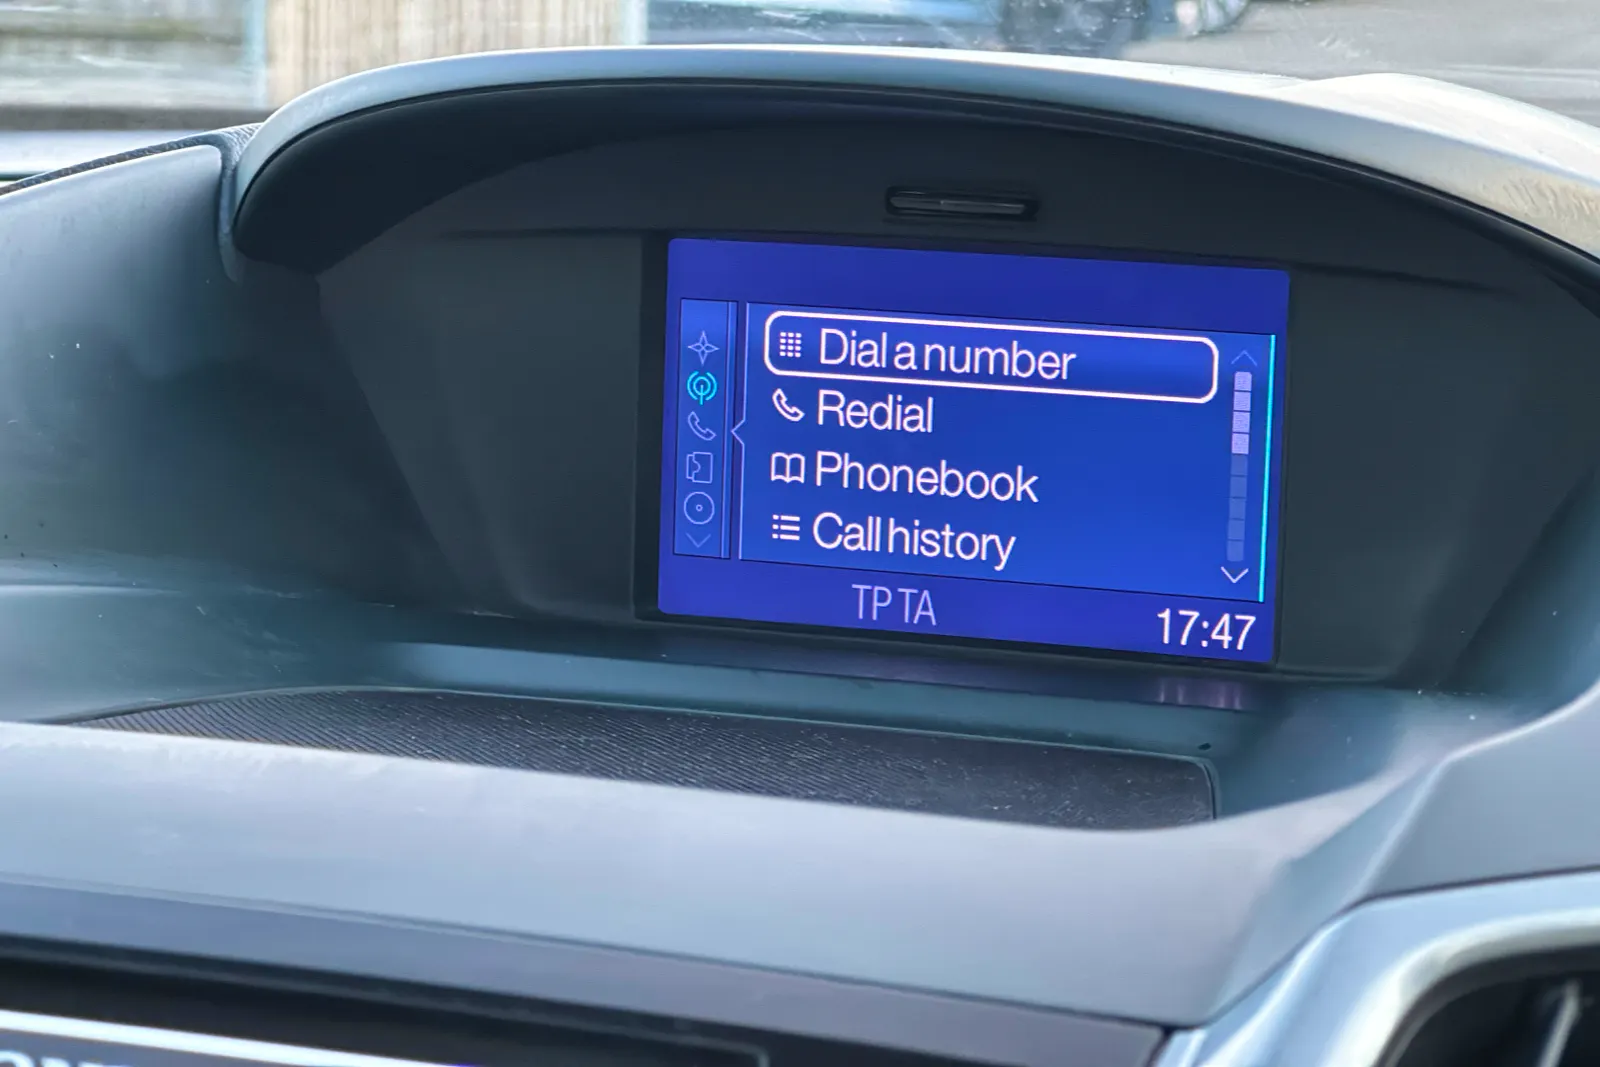 Dial a number
Redial
Phonebook
Call history
TP TA
17:47